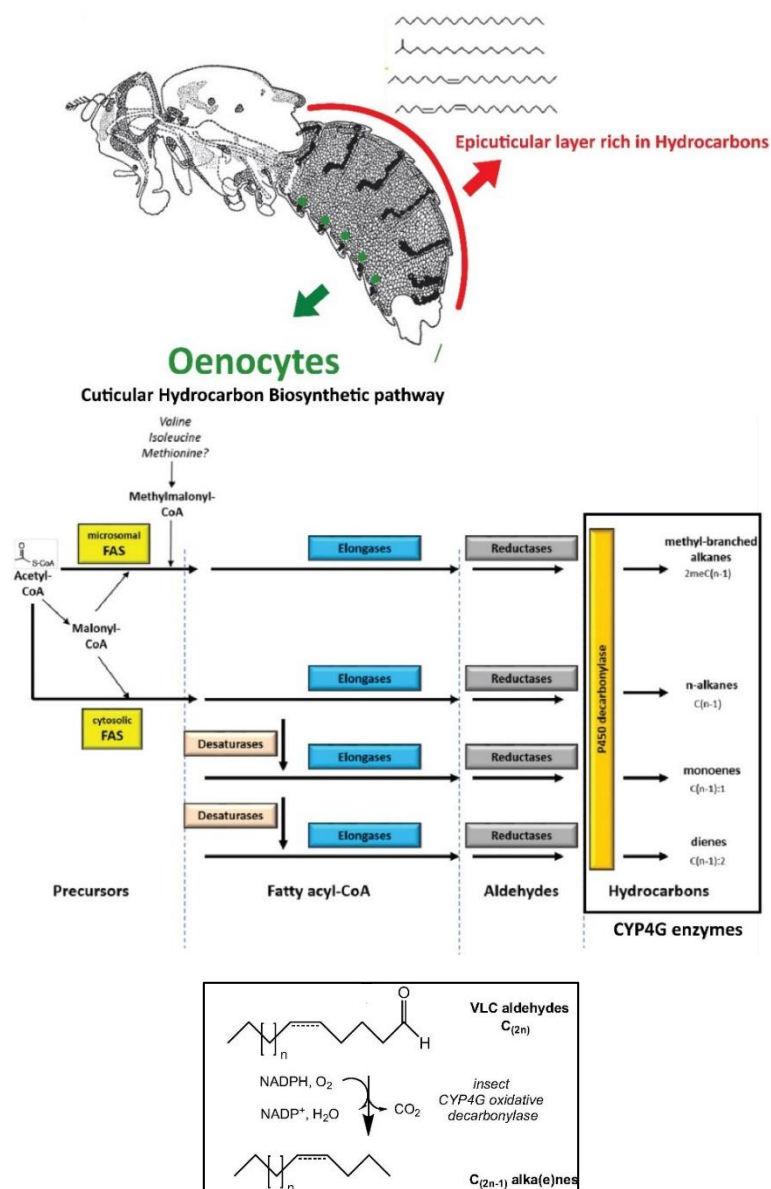 Epicuticular layer rich in Hydrocarbons
Oenocytes
Cuticular Hydrocarbon Biosynthetic pathway
Valine
Isoleucine
Methionine?
Methylmalonyl-
CoA
microsomal
FAS
Elongases
Reductases
methyl-branched
alkanes
2meC(n-1)
O
S-CoA
Acetyl-
CoA
Malonyl-
CoA
P450 decarbonylase
cytosolic
FAS
Elongases
Reductases
n-alkanes
C(n-1)
Desaturases
Elongases
Reductases
monoenes
C(n-1):1
Desaturases
Elongases
Reductases
dienes
C(n-1):2
Precursors
Fatty acyl-CoA
Aldehydes
Hydrocarbons
CYP4G enzymes
O
H
n
VLC aldehydes
C(2n)
NADPH, O2
NADP+, H2O
CO2
insect
CYP4G oxidative
decarbonylase
n
C(2n-1) alka(e)nes